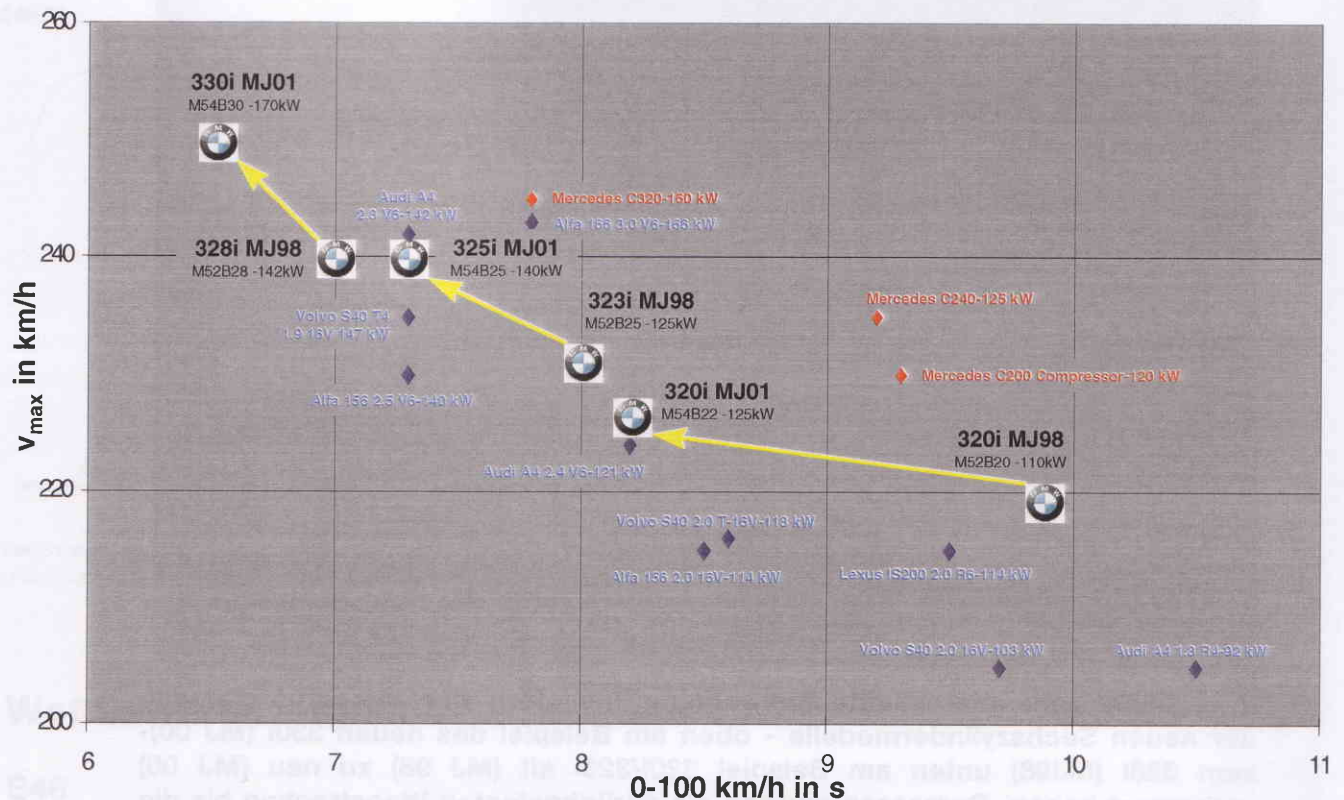 260
330i MJ01
M54B30 -170kW
Audi A4
2.8 V6-142 kW
Mercedes C320-160 kW
Alfa 166 3.0 V6-166 kW
240
328i MJ98
M52B28 -142kW
325i MJ01
M54B25 -140kW
323i MJ98
M52B25 -125kW
Mercedes C240-125 kW
Volvo S40 T4
1.9 16V-147 kW
Mercedes C200 Compressor-120 kW
Alfa 156 2.5 V6-140 kW
320i MJ01
M54B22 -125kW
320i MJ98
M52B20 -110kW
Audi A4 2.4 V6-121 kW
220
Volvo S40 2.0 T-16V-118 kW
Alfa 156 2.0 16V-114 kW
Lexus IS200 2.0 R6-114 kW
Volvo S40 2.0 16V-103 kW
Audi A4 1.8 R4-92 kW
200
6 7 8 9 10 11
0-100 km/h in s
vmax in km/h